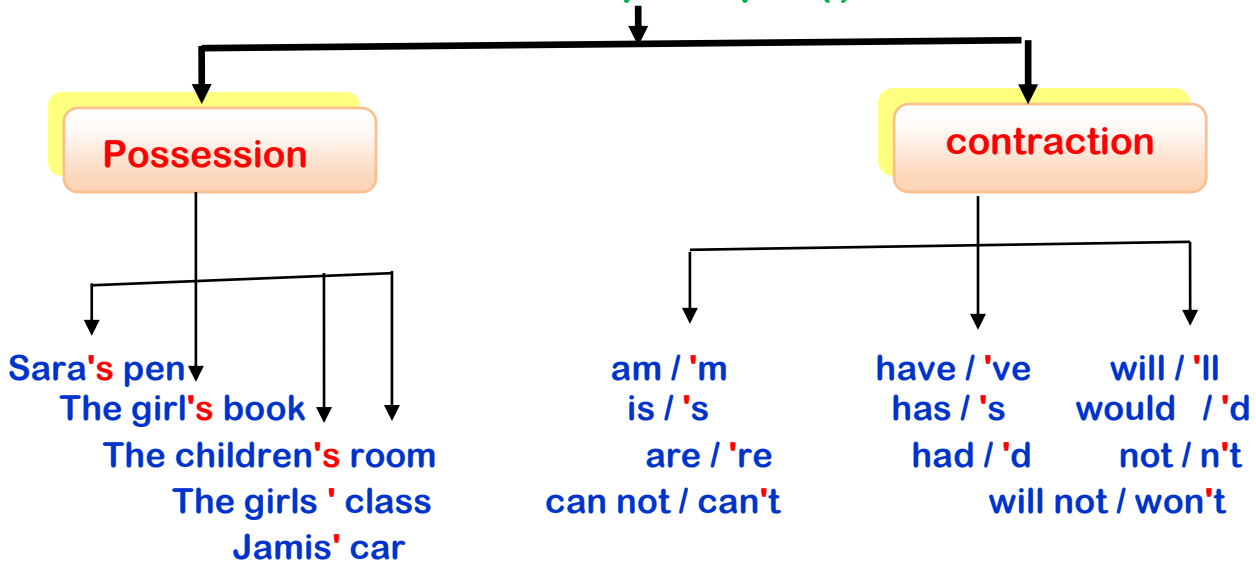 Possession
contraction
Sara's pen
The girl's book
The children's room
The girls ' class
Jamis' car
am / 'm
is / 's
are / 're
can not / can't
have / 've
has / 's
had / 'd
will / 'll
would / 'd
not / n't
will not / won't